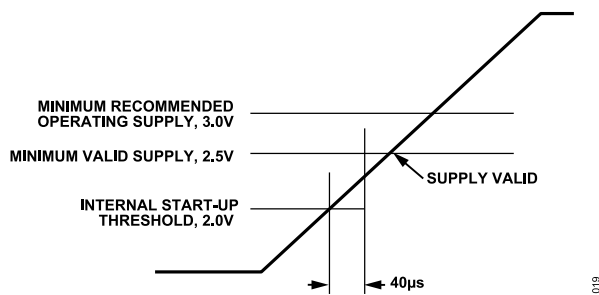 MINIMUM RECOMMENDED
OPERATING SUPPLY, 3.0V
MINIMUM VALID SUPPLY, 2.5V
SUPPLY VALID
INTERNAL START-UP
THRESHOLD, 2.0V
40µs
019